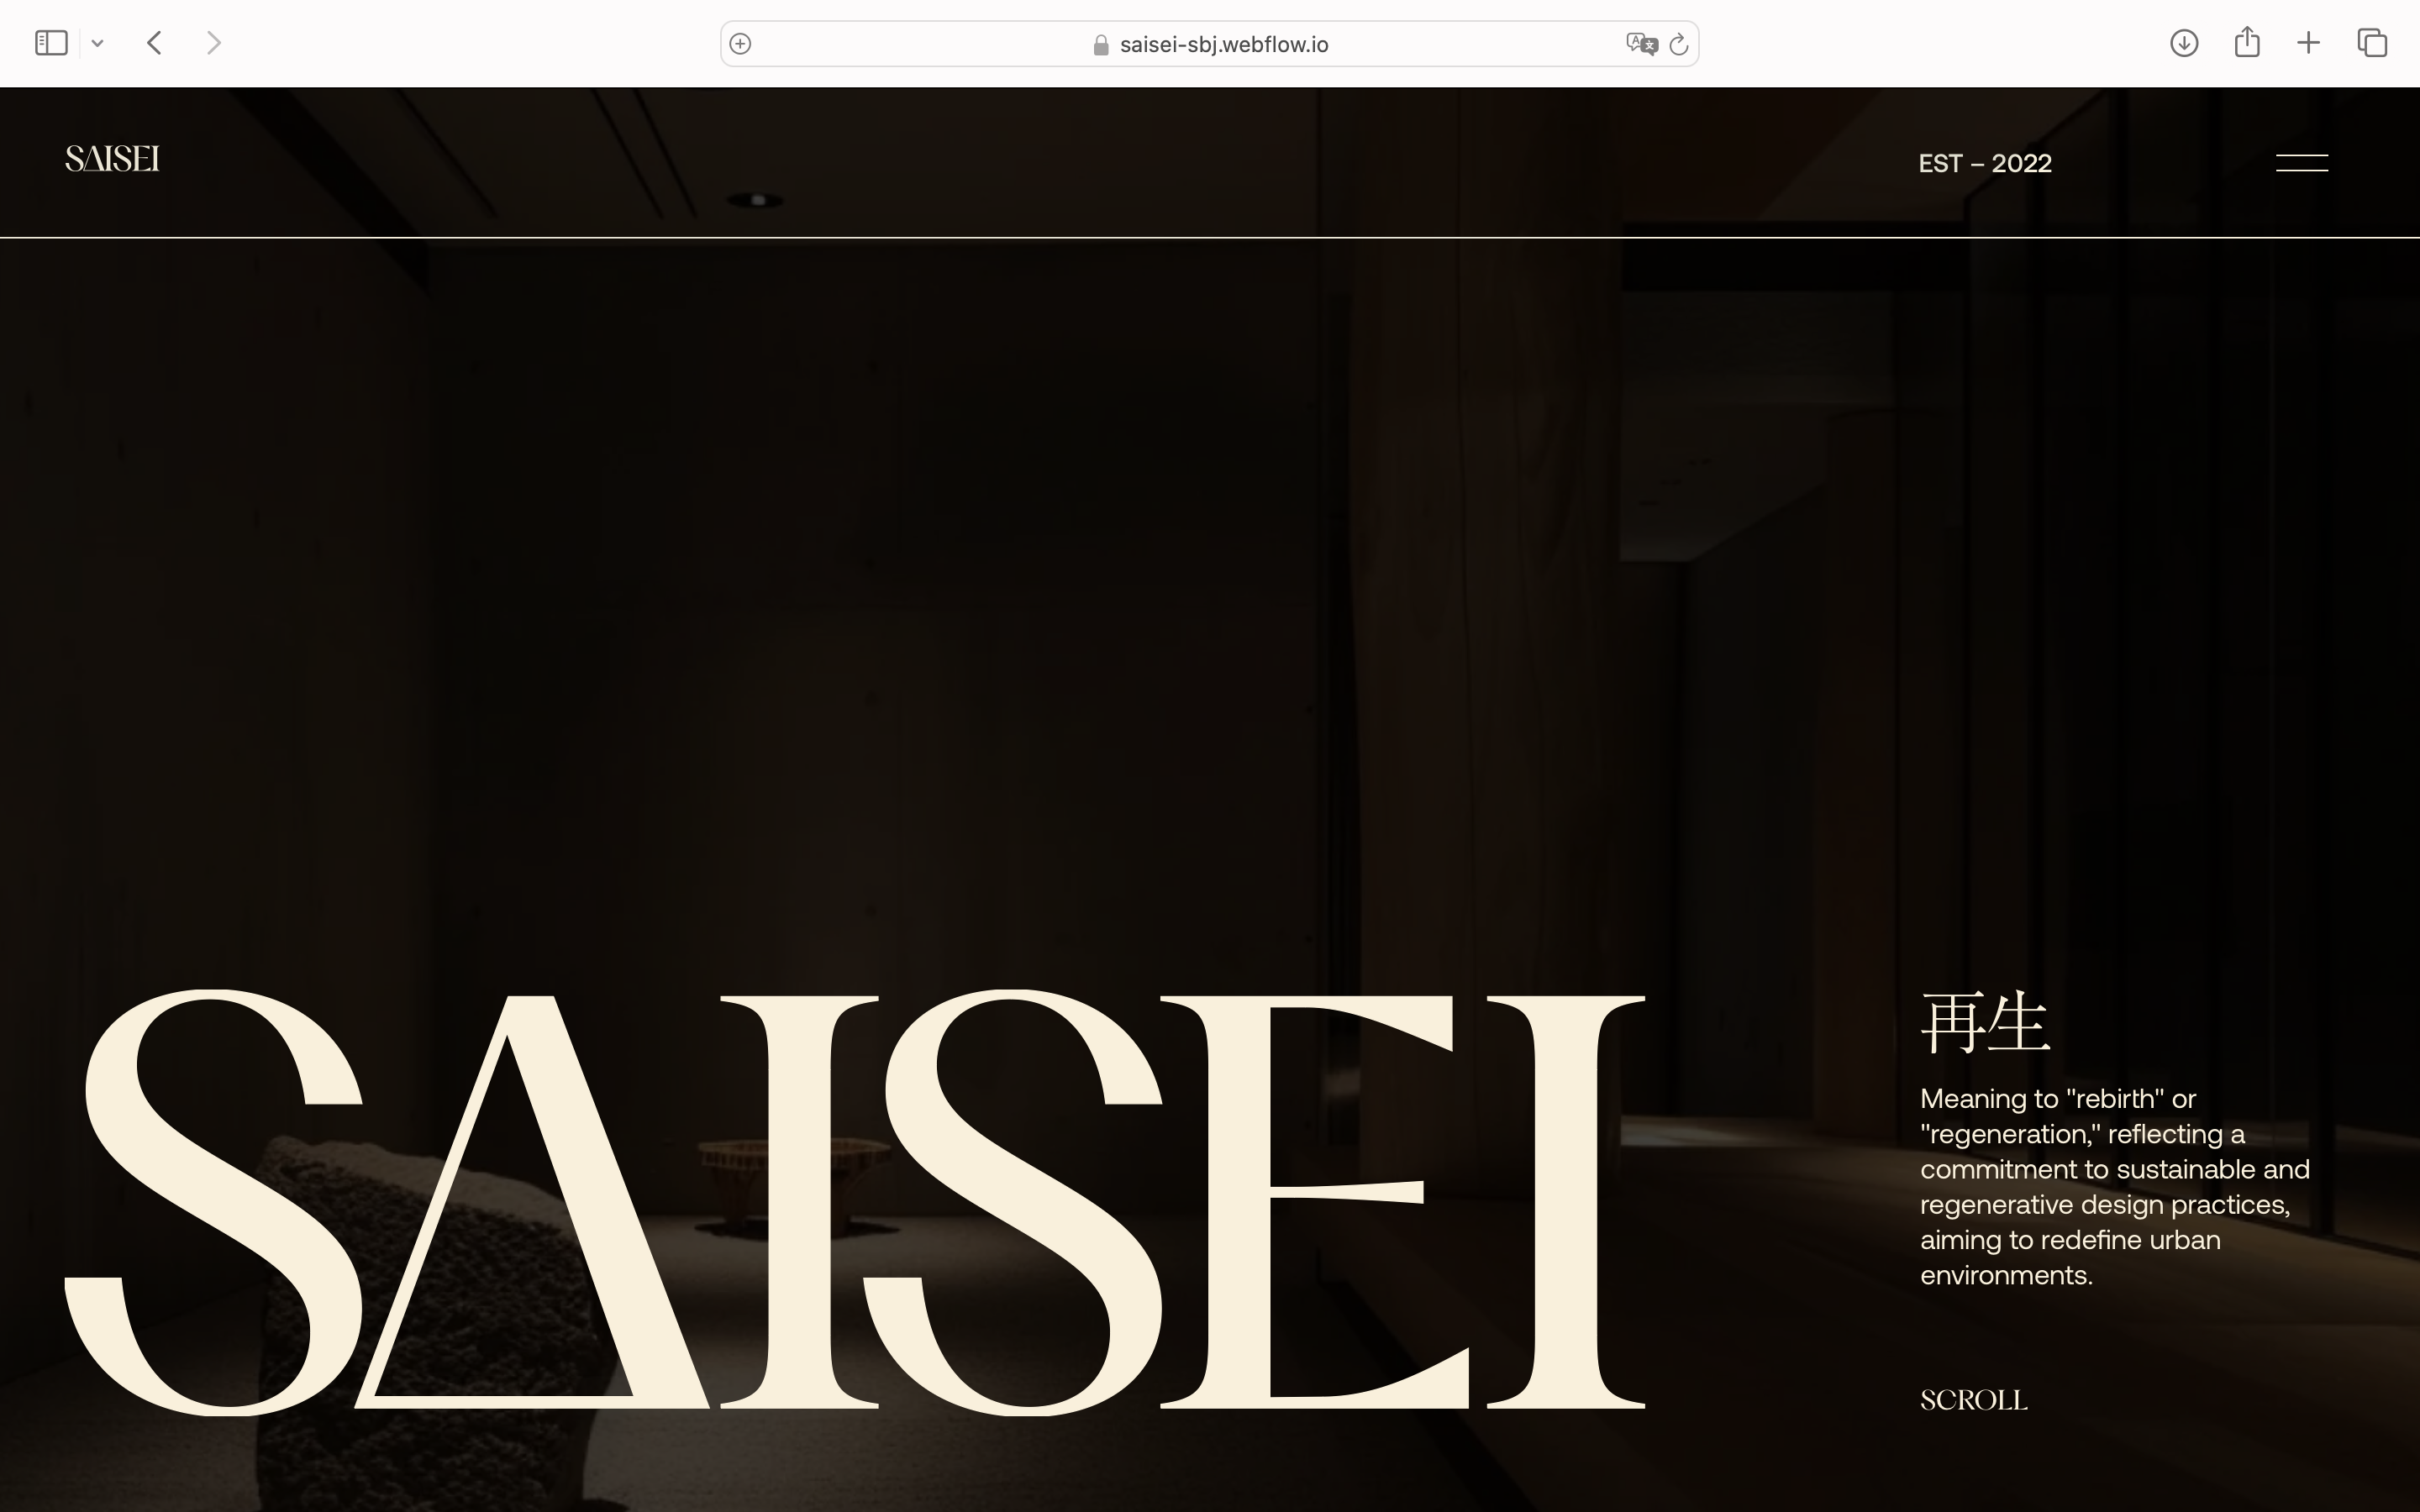 saisei-sbj.webflow.io
SAISEI
EST – 2022
SAISEI
再生
Meaning to "rebirth" or
"regeneration," reflecting a
commitment to sustainable and
regenerative design practices,
aiming to redefine urban
environments.
SCROLL